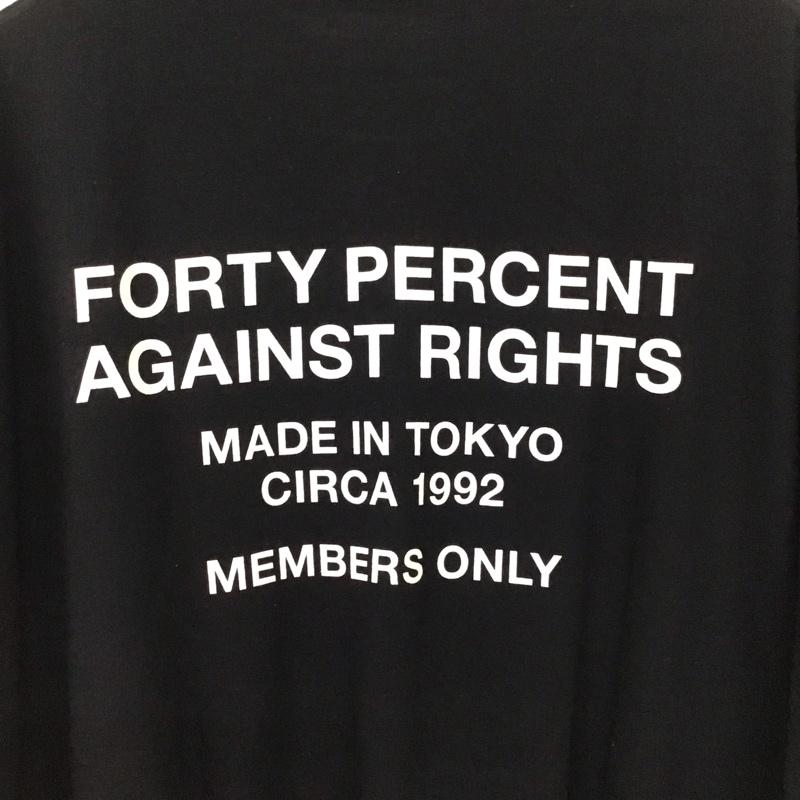 FORTY PERCENT
AGAINST RIGHTS
MADE IN TOKYO
CIRCA 1992
MEMBERS ONLY